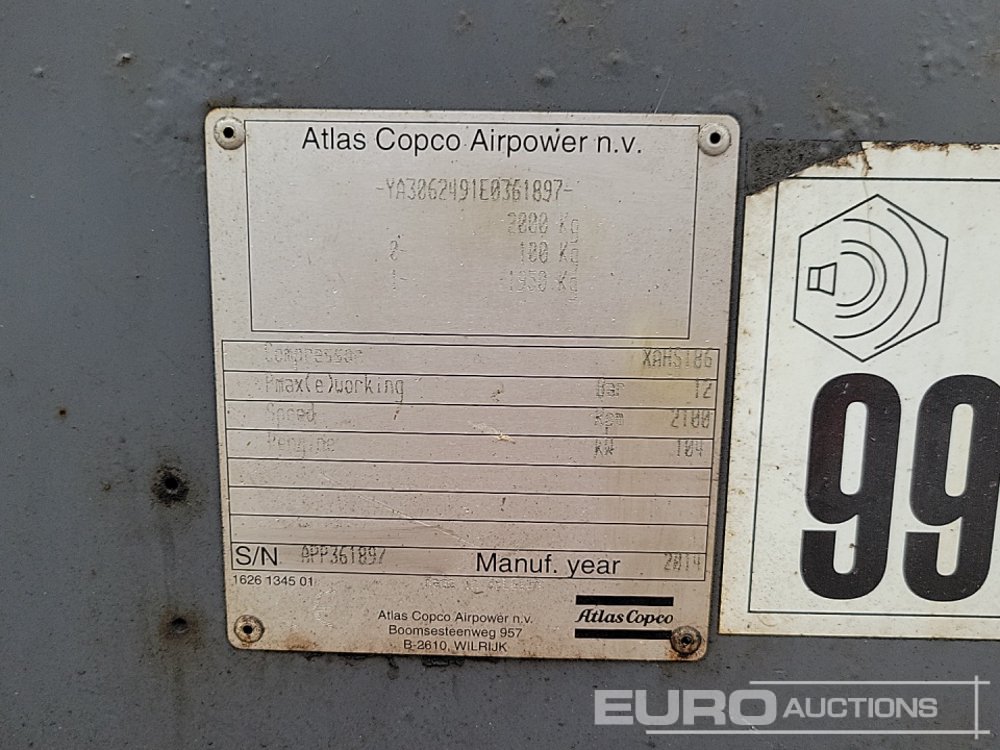 Atlas Copco Airpower n.v.
-YA3062491E0361897-
2000 Kg
0- 100 Kg
1- 1950 Kg
Compressor XAHS186
Pmax(e)working Bar 12
Speed Rpm 2100
Pengine kW 104
S/N APP361897 Manuf. year 2014
1626 1345 01
Atlas Copco Airpower n.v.
Boomsesteenweg 957
B-2610, WILRIJK
Atlas Copco
99
EURO AUCTIONS